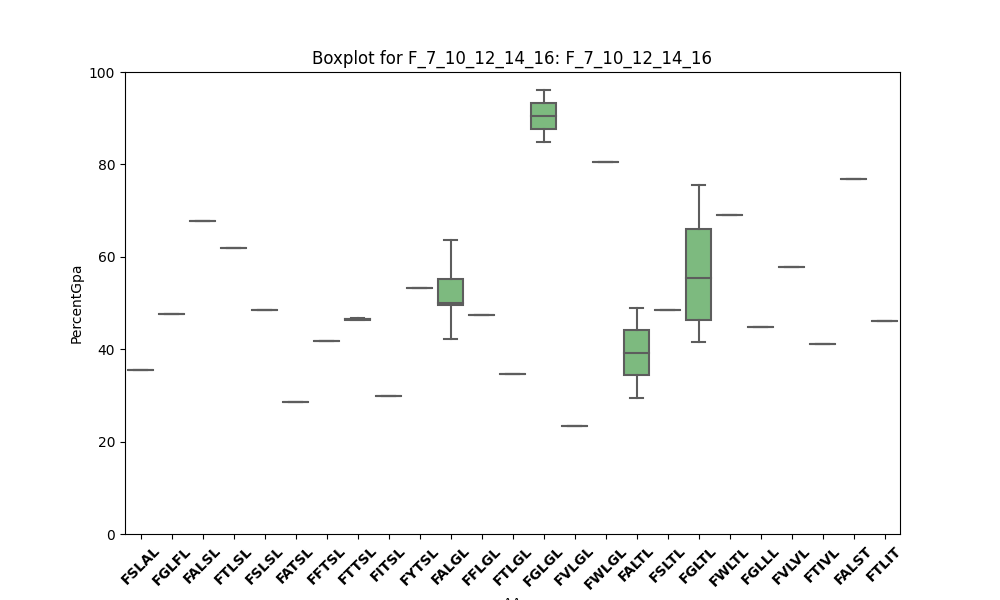 Boxplot for F_7_10_12_14_16: F_7_10_12_14_16
PercentGpa
100
80
60
40
20
0
FSLAL FGLFL FALSL FTLSL FSLSL FATSL FFTSL FTTSL FITSL FYTSL FALGL FFLGL FTLGL FGLGL FVLGL FWLGL FALTL FSLTL FGLTL FWLTL FGLLL FVLVL FTIVL FALST FTLIT